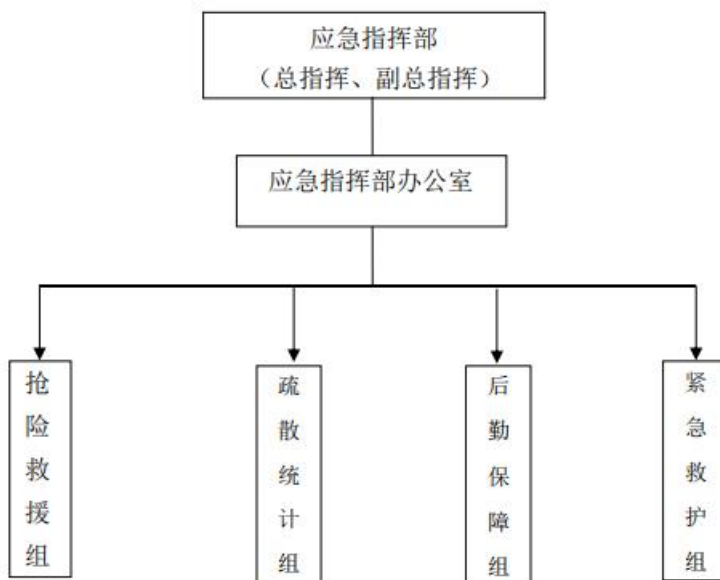 应急指挥部
（总指挥、副总指挥）
应急指挥部办公室
抢险救援组
疏散统计组
后勤保障组
紧急救护组